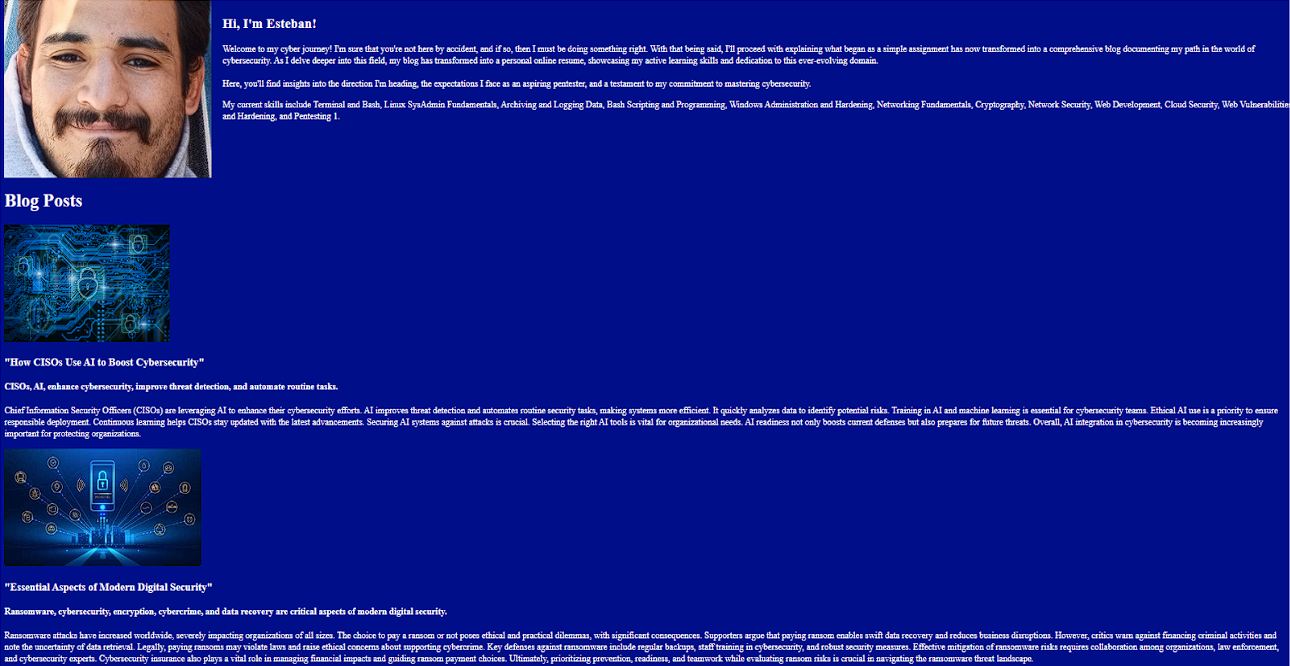 Hi, I'm Esteban!
Welcome to my cyber journey! I'm sure that you're not here by accident, and if so, then I must be doing something right. With that being said, I'll proceed with explaining what began as a simple assignment has now transformed into a comprehensive blog documenting my path in the world of
cybersecurity. As I delve deeper into this field, my blog has transformed into a personal online resume, showcasing my active learning skills and dedication to this ever-evolving domain.
Here, you'll find insights into the direction I'm heading, the expectations I face as an aspiring pentester, and a testament to my commitment to mastering cybersecurity.
My current skills include Terminal and Bash, Linux SysAdmin Fundamentals, Archiving and Logging Data, Bash Scripting and Programming, Windows Administration and Hardening, Networking Fundamentals, Cryptography, Network Security, Web Development, Cloud Security, Web Vulnerabilities
and Hardening, and Pentesting 1.
Blog Posts
"How CISOs Use AI to Boost Cybersecurity"
CISOs, AI, enhance cybersecurity, improve threat detection, and automate routine tasks.
Chief Information Security Officers (CISOs) are leveraging AI to enhance their cybersecurity efforts. AI improves threat detection and automates routine security tasks, making systems more efficient. It quickly analyzes data to identify potential risks. Training in AI and machine learning is essential for cybersecurity teams. Ethical AI use is a priority to ensure
responsible deployment. Continuous learning helps CISOs stay updated with the latest advancements. Securing AI systems against attacks is crucial. Selecting the right AI tools is vital for organizational needs. AI readiness not only boosts current defenses but also prepares for future threats. Overall, AI integration in cybersecurity is becoming increasingly
important for protecting organizations.
"Essential Aspects of Modern Digital Security"
Ransomware, cybersecurity, encryption, cybercrime, and data recovery are critical aspects of modern digital security.
Ransomware attacks have increased worldwide, severely impacting organizations of all sizes. The choice to pay a ransom or not poses ethical and practical dilemmas, with significant consequences. Supporters argue that paying ransom enables swift data recovery and reduces business disruptions. However, critics warn against financing criminal activities and
note the uncertainty of data retrieval. Legally, paying ransoms may violate laws and raise ethical concerns about supporting cybercrime. Key defenses against ransomware include regular backups, staff training in cybersecurity, and robust security measures. Effective mitigation of ransomware risks requires collaboration among organizations, law enforcement,
and cybersecurity experts. Cybersecurity insurance also plays a vital role in managing financial impacts and guiding ransom payment choices. Ultimately, prioritizing prevention, readiness, and teamwork while evaluating ransom risks is crucial in navigating the ransomware threat landscape.